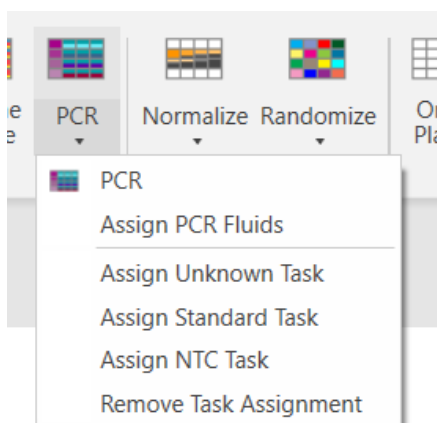 PCR
Normalize
Randomize
PCR
Assign PCR Fluids
Assign Unknown Task
Assign Standard Task
Assign NTC Task
Remove Task Assignment